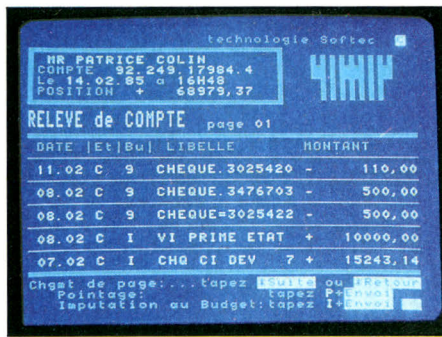 technologie Softec C
MR PATRICE COLIN
COMPTE 92.249.17984.4
Le 14.02.85 a 16H48
POSITION + 68979,37
RELEVE de COMPTE page 01
DATE |Et|Bu| LIBELLE MONTANT
11.02 C 9 CHEQUE.3025420 - 110,00
08.02 C 9 CHEQUE.3476703 - 500,00
08.02 C 9 CHEQUE=3025422 - 500,00
08.02 C I VI PRIME ETAT + 10000,00
07.02 C I CHQ CI DEV 7 + 15243,14
Chgmt de page:...tapez *Suite ou *Retour
Pointage: tapez P+Envoi
Imputation au Budget:tapez I+Envoi